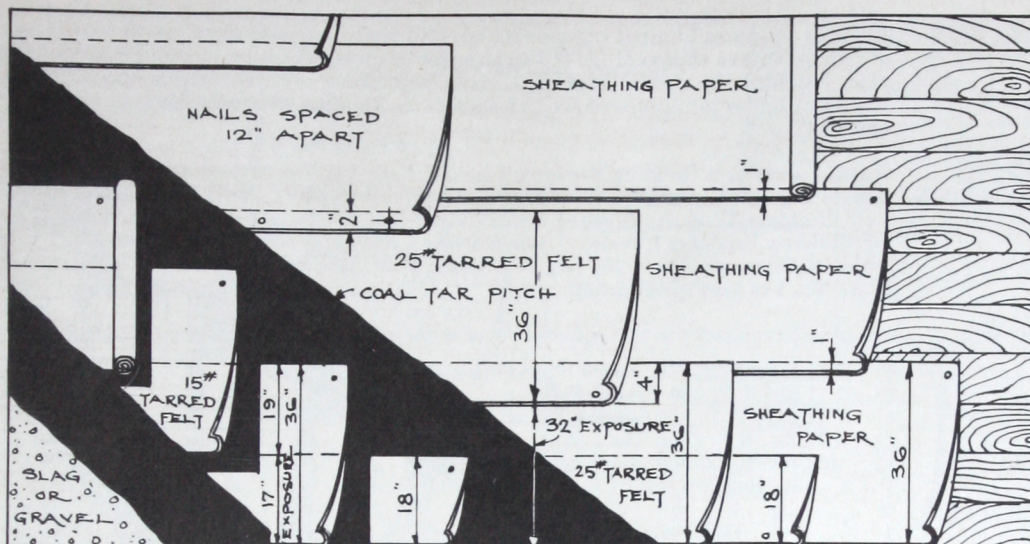 SHEATHING PAPER
NAILS SPACED
12" APART
1"
2"
25# TARRED FELT
SHEATHING PAPER
COAL TAR PITCH
36"
1"
15#
TARRED
FELT
19"
36"
4"
36"
32" EXPOSURE
SHEATHING
PAPER
36"
SLAG
OR
GRAVEL
17"
EXPOSURE
18"
25# TARRED
FELT
18"